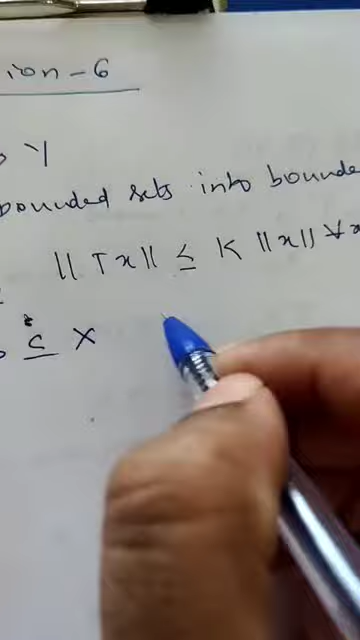 ion - 6
Y
bounded sets into bounde
|| Tx || ≤ K ||x|| ∀ x
⊆ X